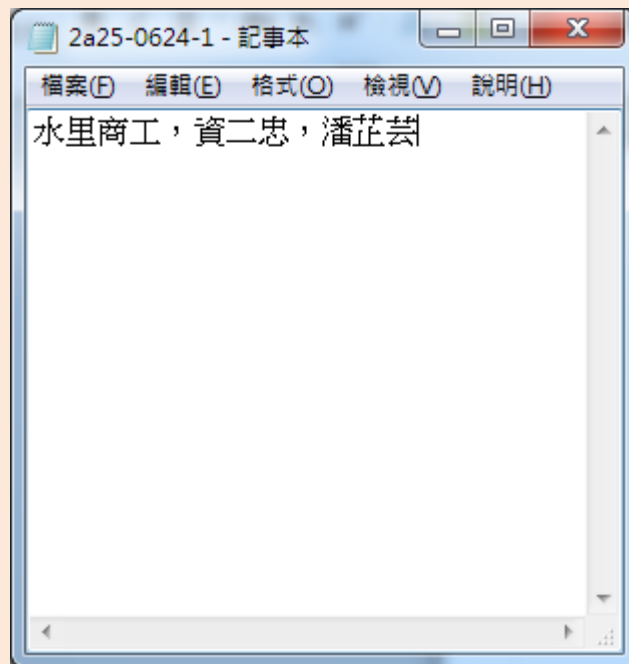 2a25-0624-1 - 記事本
檔案(F) 編輯(E) 格式(O) 檢視(V) 說明(H)
水里商工，資二忠，潘芷芸